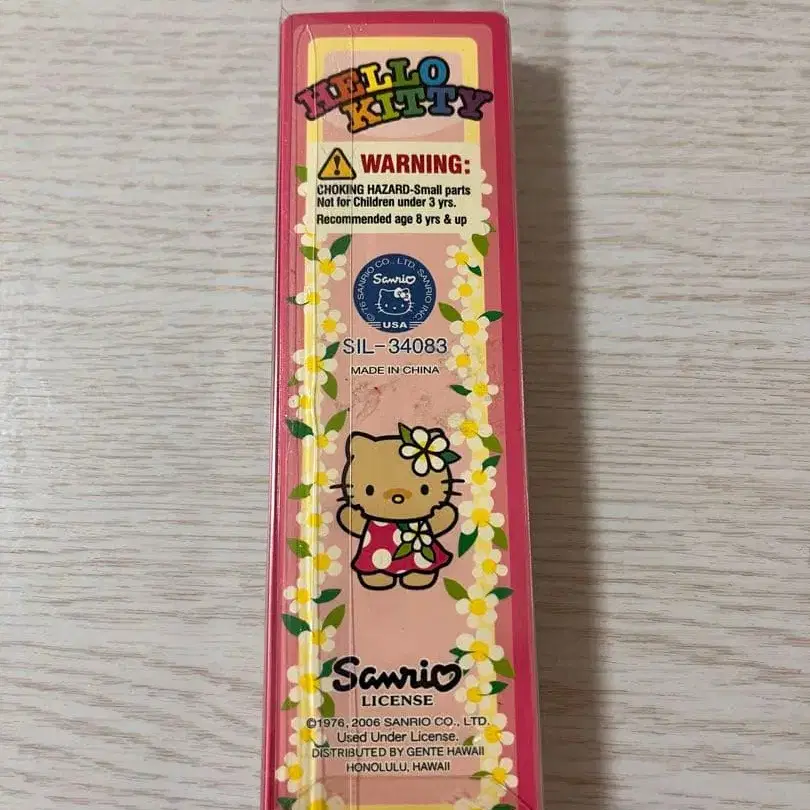 HELLO
KITTY
WARNING:
CHOKING HAZARD-Small parts
Not for Children under 3 yrs.
Recommended age 8 yrs & up
©'76 SANRIO CO., LTD. SANRIO INC.
Sanrio
USA
SIL-34083
MADE IN CHINA
Sanrio
LICENSE
©1976, 2006 SANRIO CO., LTD.
Used Under License.
DISTRIBUTED BY GENTE HAWAII
HONOLULU, HAWAII